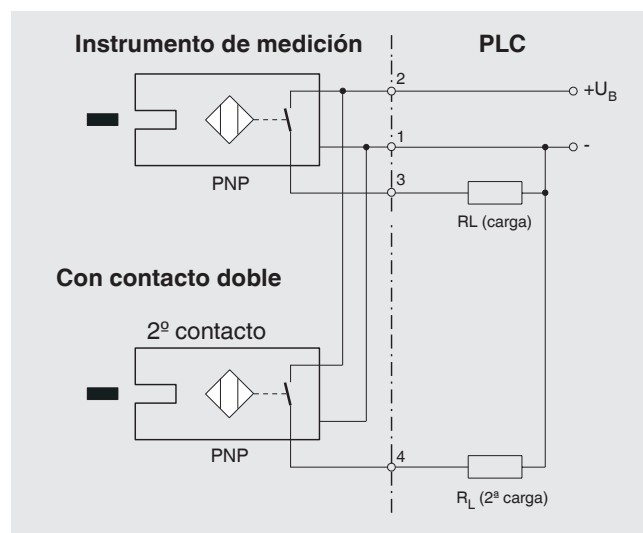 Instrumento de medición
PLC
2
+U_B
1
-
PNP
3
RL (carga)
Con contacto doble
2º contacto
PNP
4
R_L (2ª carga)